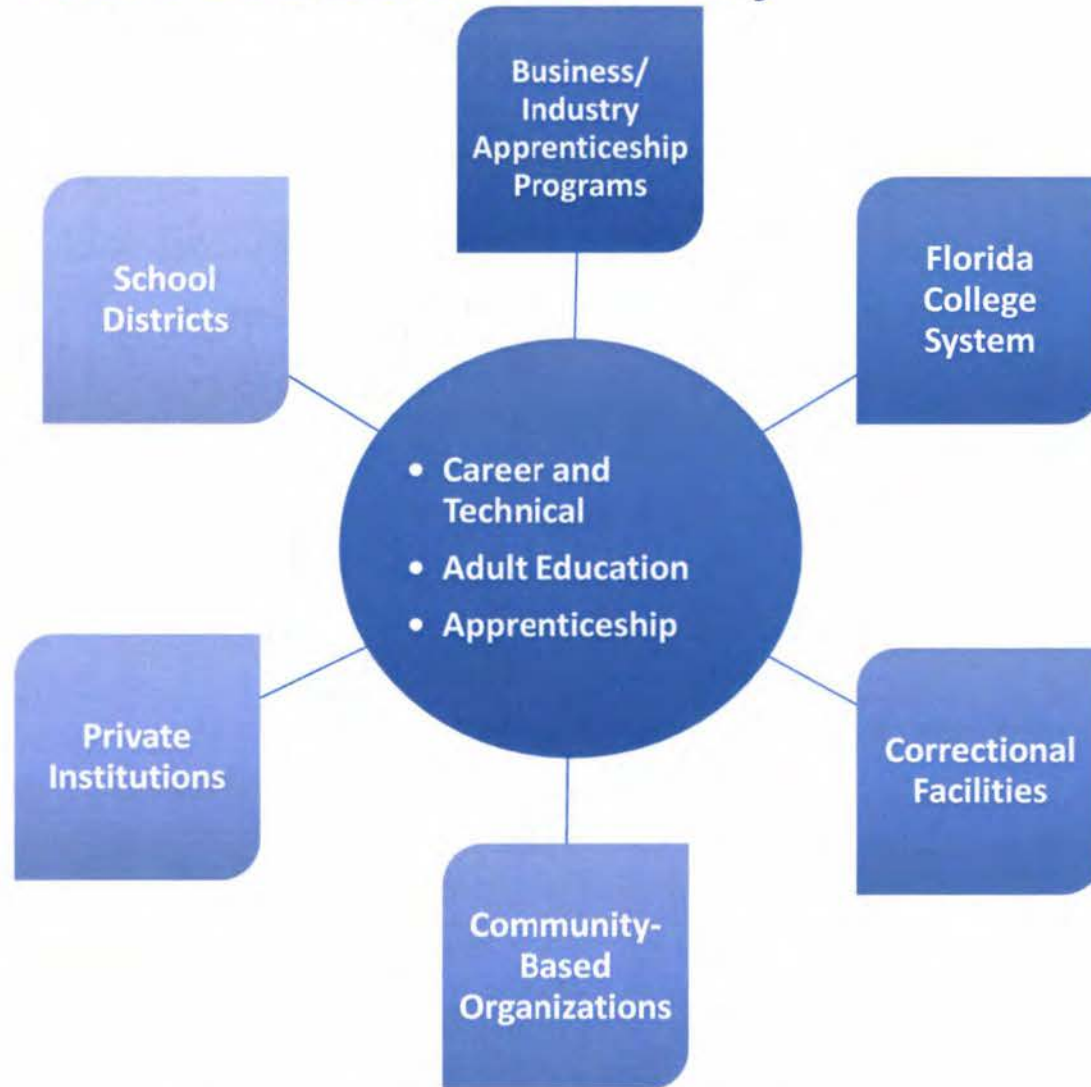 Business/
Industry
Apprenticeship
Programs
School
Districts
Florida
College
System
• Career and
Technical
• Adult Education
• Apprenticeship
Private
Institutions
Correctional
Facilities
Community-
Based
Organizations